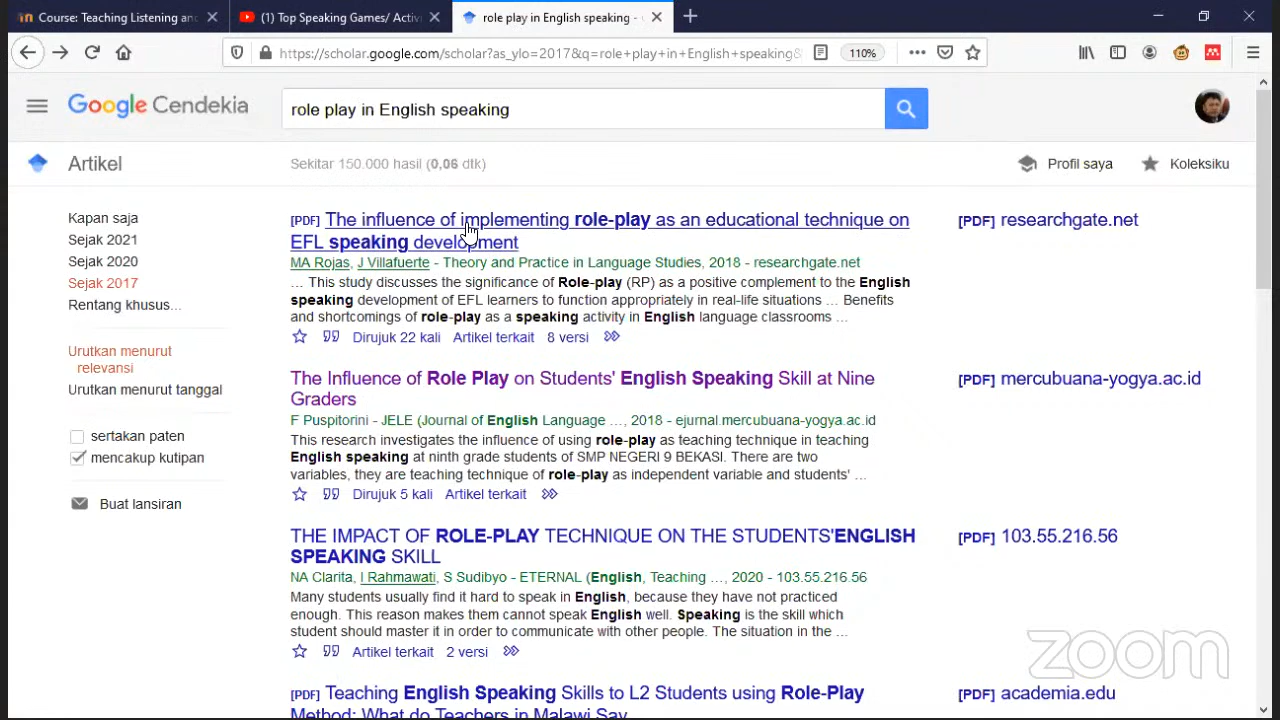 Course: Teaching Listening and
(1) Top Speaking Games/ Activ
role play in English speaking -
https://scholar.google.com/scholar?as_ylo=2017&q=role+play+in+English+speaking&
110%
Google Cendekia
role play in English speaking
Artikel
Sekitar 150.000 hasil (0,06 dtk)
Profil saya
Koleksiku
Kapan saja
Sejak 2021
Sejak 2020
Sejak 2017
Rentang khusus...
Urutkan menurut
relevansi
Urutkan menurut tanggal
sertakan paten
mencakup kutipan
Buat lansiran
[PDF] The influence of implementing role-play as an educational technique on
EFL speaking development
[PDF] researchgate.net
MA Rojas, J Villafuerte - Theory and Practice in Language Studies, 2018 - researchgate.net
... This study discusses the significance of Role-play (RP) as a positive complement to the English
speaking development of EFL learners to function appropriately in real-life situations ... Benefits
and shortcomings of role-play as a speaking activity in English language classrooms ...
Dirujuk 22 kali Artikel terkait 8 versi
The Influence of Role Play on Students' English Speaking Skill at Nine
Graders
[PDF] mercubuana-yogya.ac.id
F Puspitorini - JELE (Journal of English Language ..., 2018 - ejurnal.mercubuana-yogya.ac.id
This research investigates the influence of using role-play as teaching technique in teaching
English speaking at ninth grade students of SMP NEGERI 9 BEKASI. There are two
variables, they are teaching technique of role-play as independent variable and students' ...
Dirujuk 5 kali Artikel terkait
THE IMPACT OF ROLE-PLAY TECHNIQUE ON THE STUDENTS'ENGLISH
SPEAKING SKILL
[PDF] 103.55.216.56
NA Clarita, I Rahmawati, S Sudibyo - ETERNAL (English, Teaching ..., 2020 - 103.55.216.56
Many students usually find it hard to speak in English, because they have not practiced
enough. This reason makes them cannot speak English well. Speaking is the skill which
student should master it in order to communicate with other people. The situation in the ...
Artikel terkait 2 versi
[PDF] Teaching English Speaking Skills to L2 Students using Role-Play
Method: What do Teachers in Malawi Say
[PDF] academia.edu
zoom